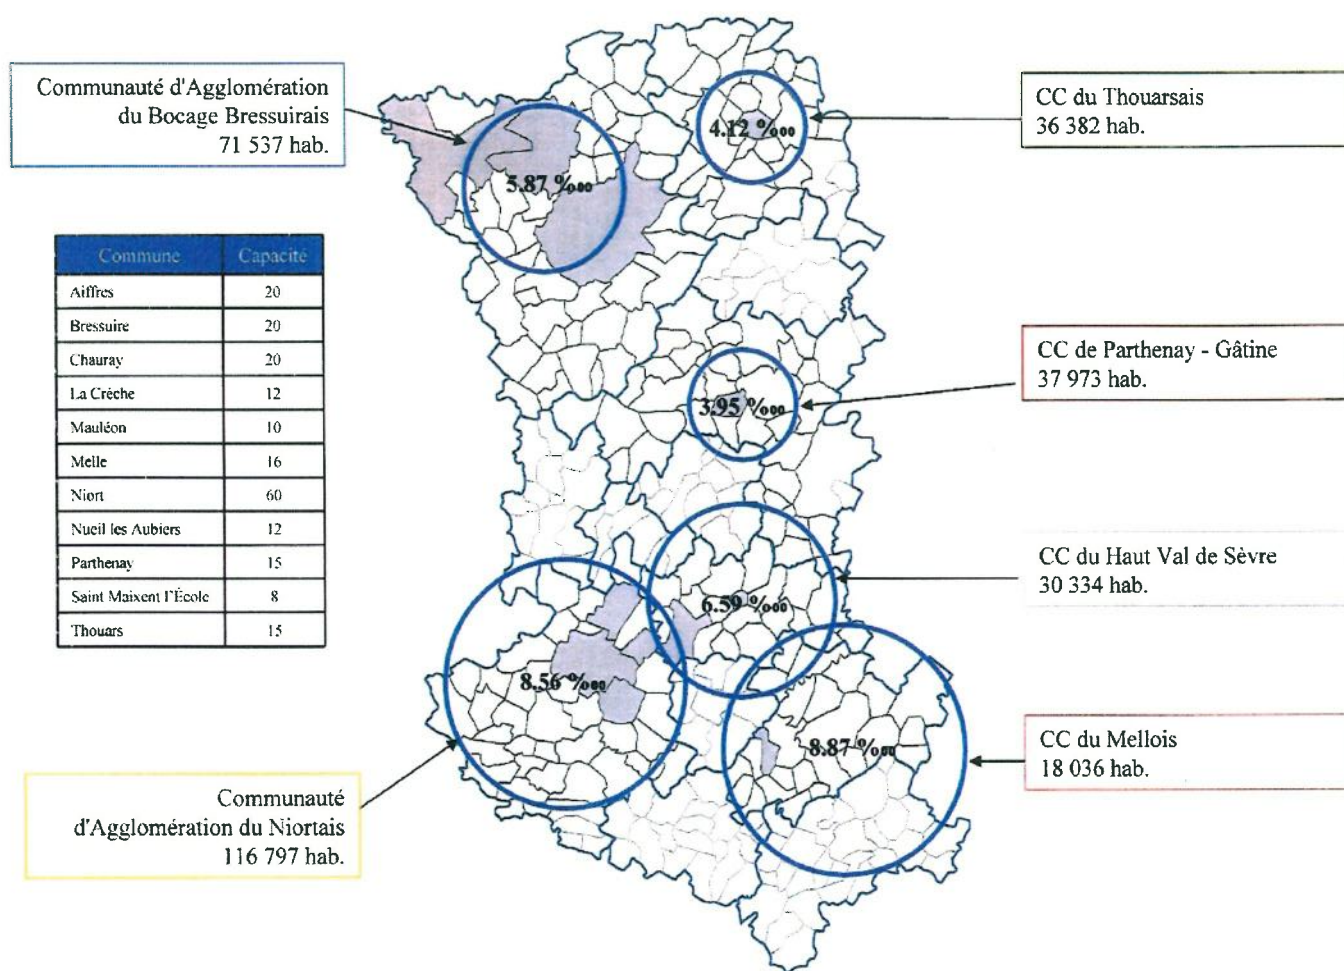 Communauté d'Agglomération
du Bocage Bressuirais
71 537 hab.
CC du Thouarsais
36 382 hab.
4.12 ‱
5.87 ‱
Commune Capacité
Aiffres 20
Bressuire 20
Chauray 20
La Crèche 12
Mauléon 10
Melle 16
Niort 60
Nueil les Aubiers 12
Parthenay 15
Saint Maixent l'École 8
Thouars 15
CC de Parthenay - Gâtine
37 973 hab.
3.95 ‱
CC du Haut Val de Sèvre
30 334 hab.
6.59 ‱
8.56 ‱
8.87 ‱
CC du Mellois
18 036 hab.
Communauté
d'Agglomération du Niortais
116 797 hab.